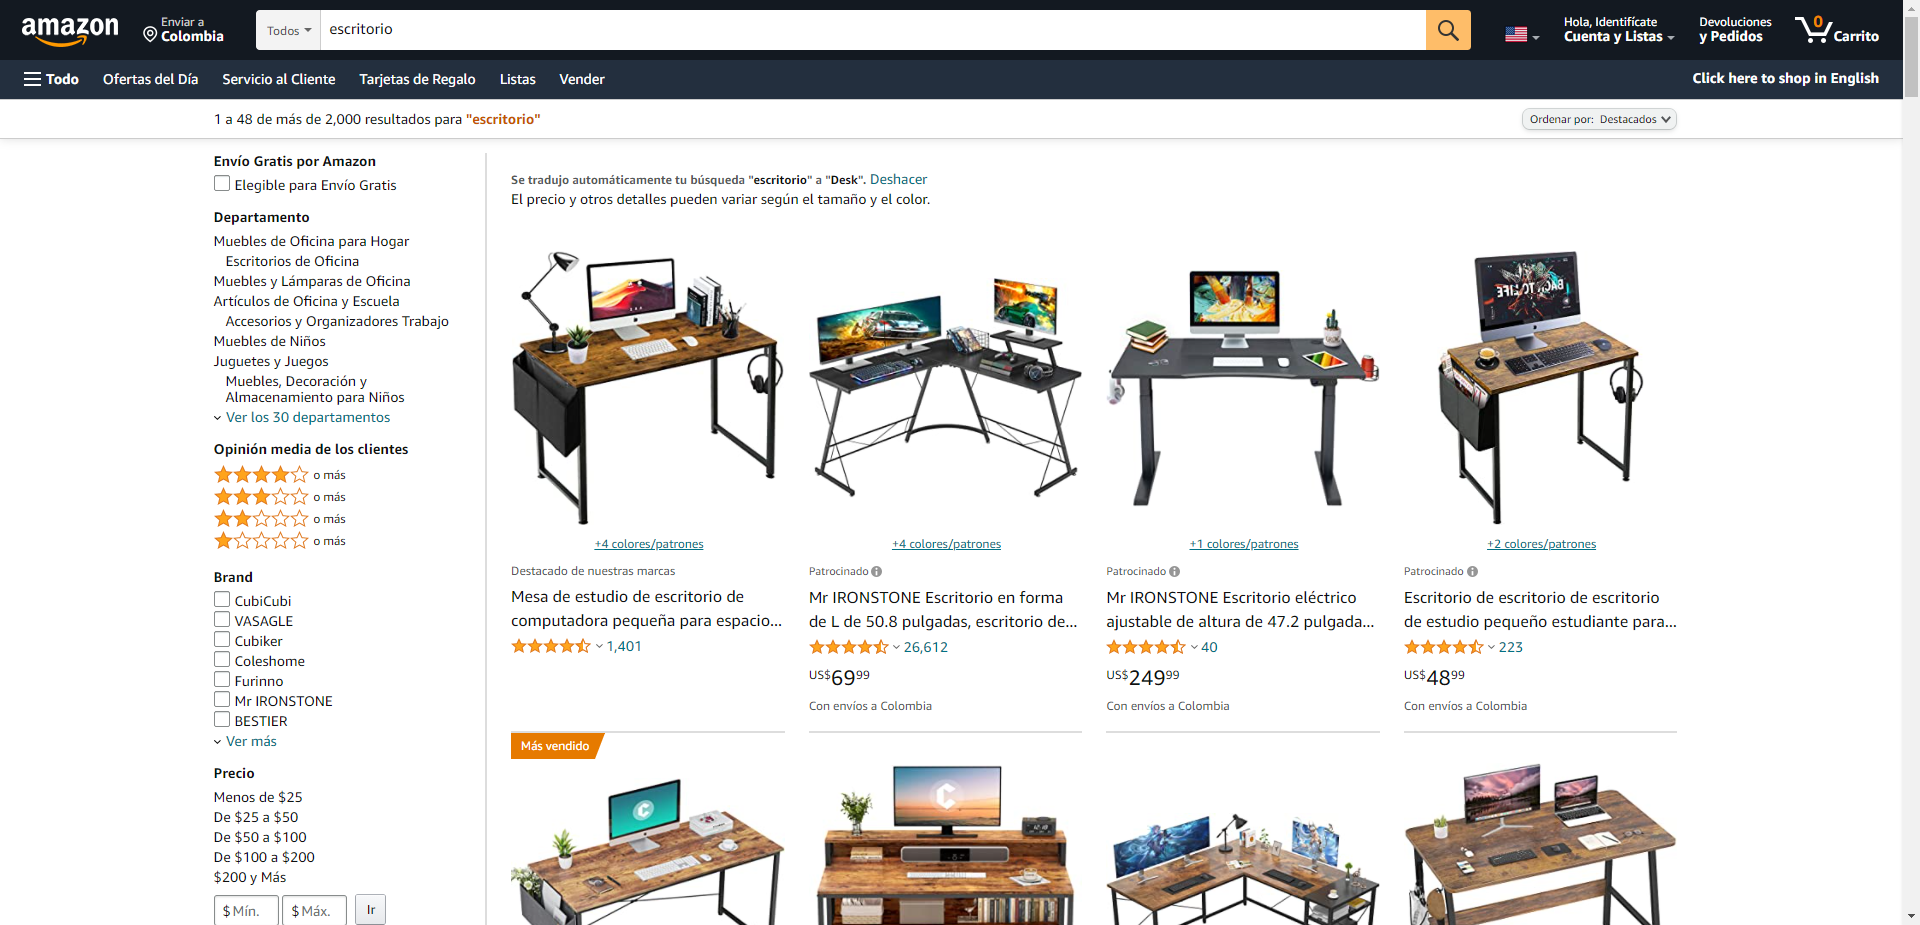 amazon
Enviar a
Colombia
Todos
escritorio
Hola, Identifícate
Cuenta y Listas
Devoluciones
y Pedidos
0
Carrito
Todo
Ofertas del Día
Servicio al Cliente
Tarjetas de Regalo
Listas
Vender
Click here to shop in English
1 a 48 de más de 2,000 resultados para "escritorio"
Ordenar por: Destacados
Envío Gratis por Amazon
Elegible para Envío Gratis
Departamento
Muebles de Oficina para Hogar
Escritorios de Oficina
Muebles y Lámparas de Oficina
Artículos de Oficina y Escuela
Accesorios y Organizadores Trabajo
Muebles de Niños
Juguetes y Juegos
Muebles, Decoración y
Almacenamiento para Niños
Ver los 30 departamentos
Opinión media de los clientes
o más
o más
o más
o más
Brand
CubiCubi
VASAGLE
Cubiker
Coleshome
Furinno
Mr IRONSTONE
BESTIER
Ver más
Precio
Menos de $25
De $25 a $50
De $50 a $100
De $100 a $200
$200 y Más
$ Mín.
$ Máx.
Ir
Se tradujo automáticamente tu búsqueda "escritorio" a "Desk". Deshacer
El precio y otros detalles pueden variar según el tamaño y el color.
+4 colores/patrones
Destacado de nuestras marcas
Mesa de estudio de escritorio de
computadora pequeña para espacio...
1,401
+4 colores/patrones
Patrocinado
Mr IRONSTONE Escritorio en forma
de L de 50.8 pulgadas, escritorio de...
26,612
US$6999
Con envíos a Colombia
+1 colores/patrones
Patrocinado
Mr IRONSTONE Escritorio eléctrico
ajustable de altura de 47.2 pulgada...
40
US$24999
Con envíos a Colombia
BACK TO LIFE
+2 colores/patrones
Patrocinado
Escritorio de escritorio de escritorio
de estudio pequeño estudiante para...
223
US$4899
Con envíos a Colombia
Más vendido